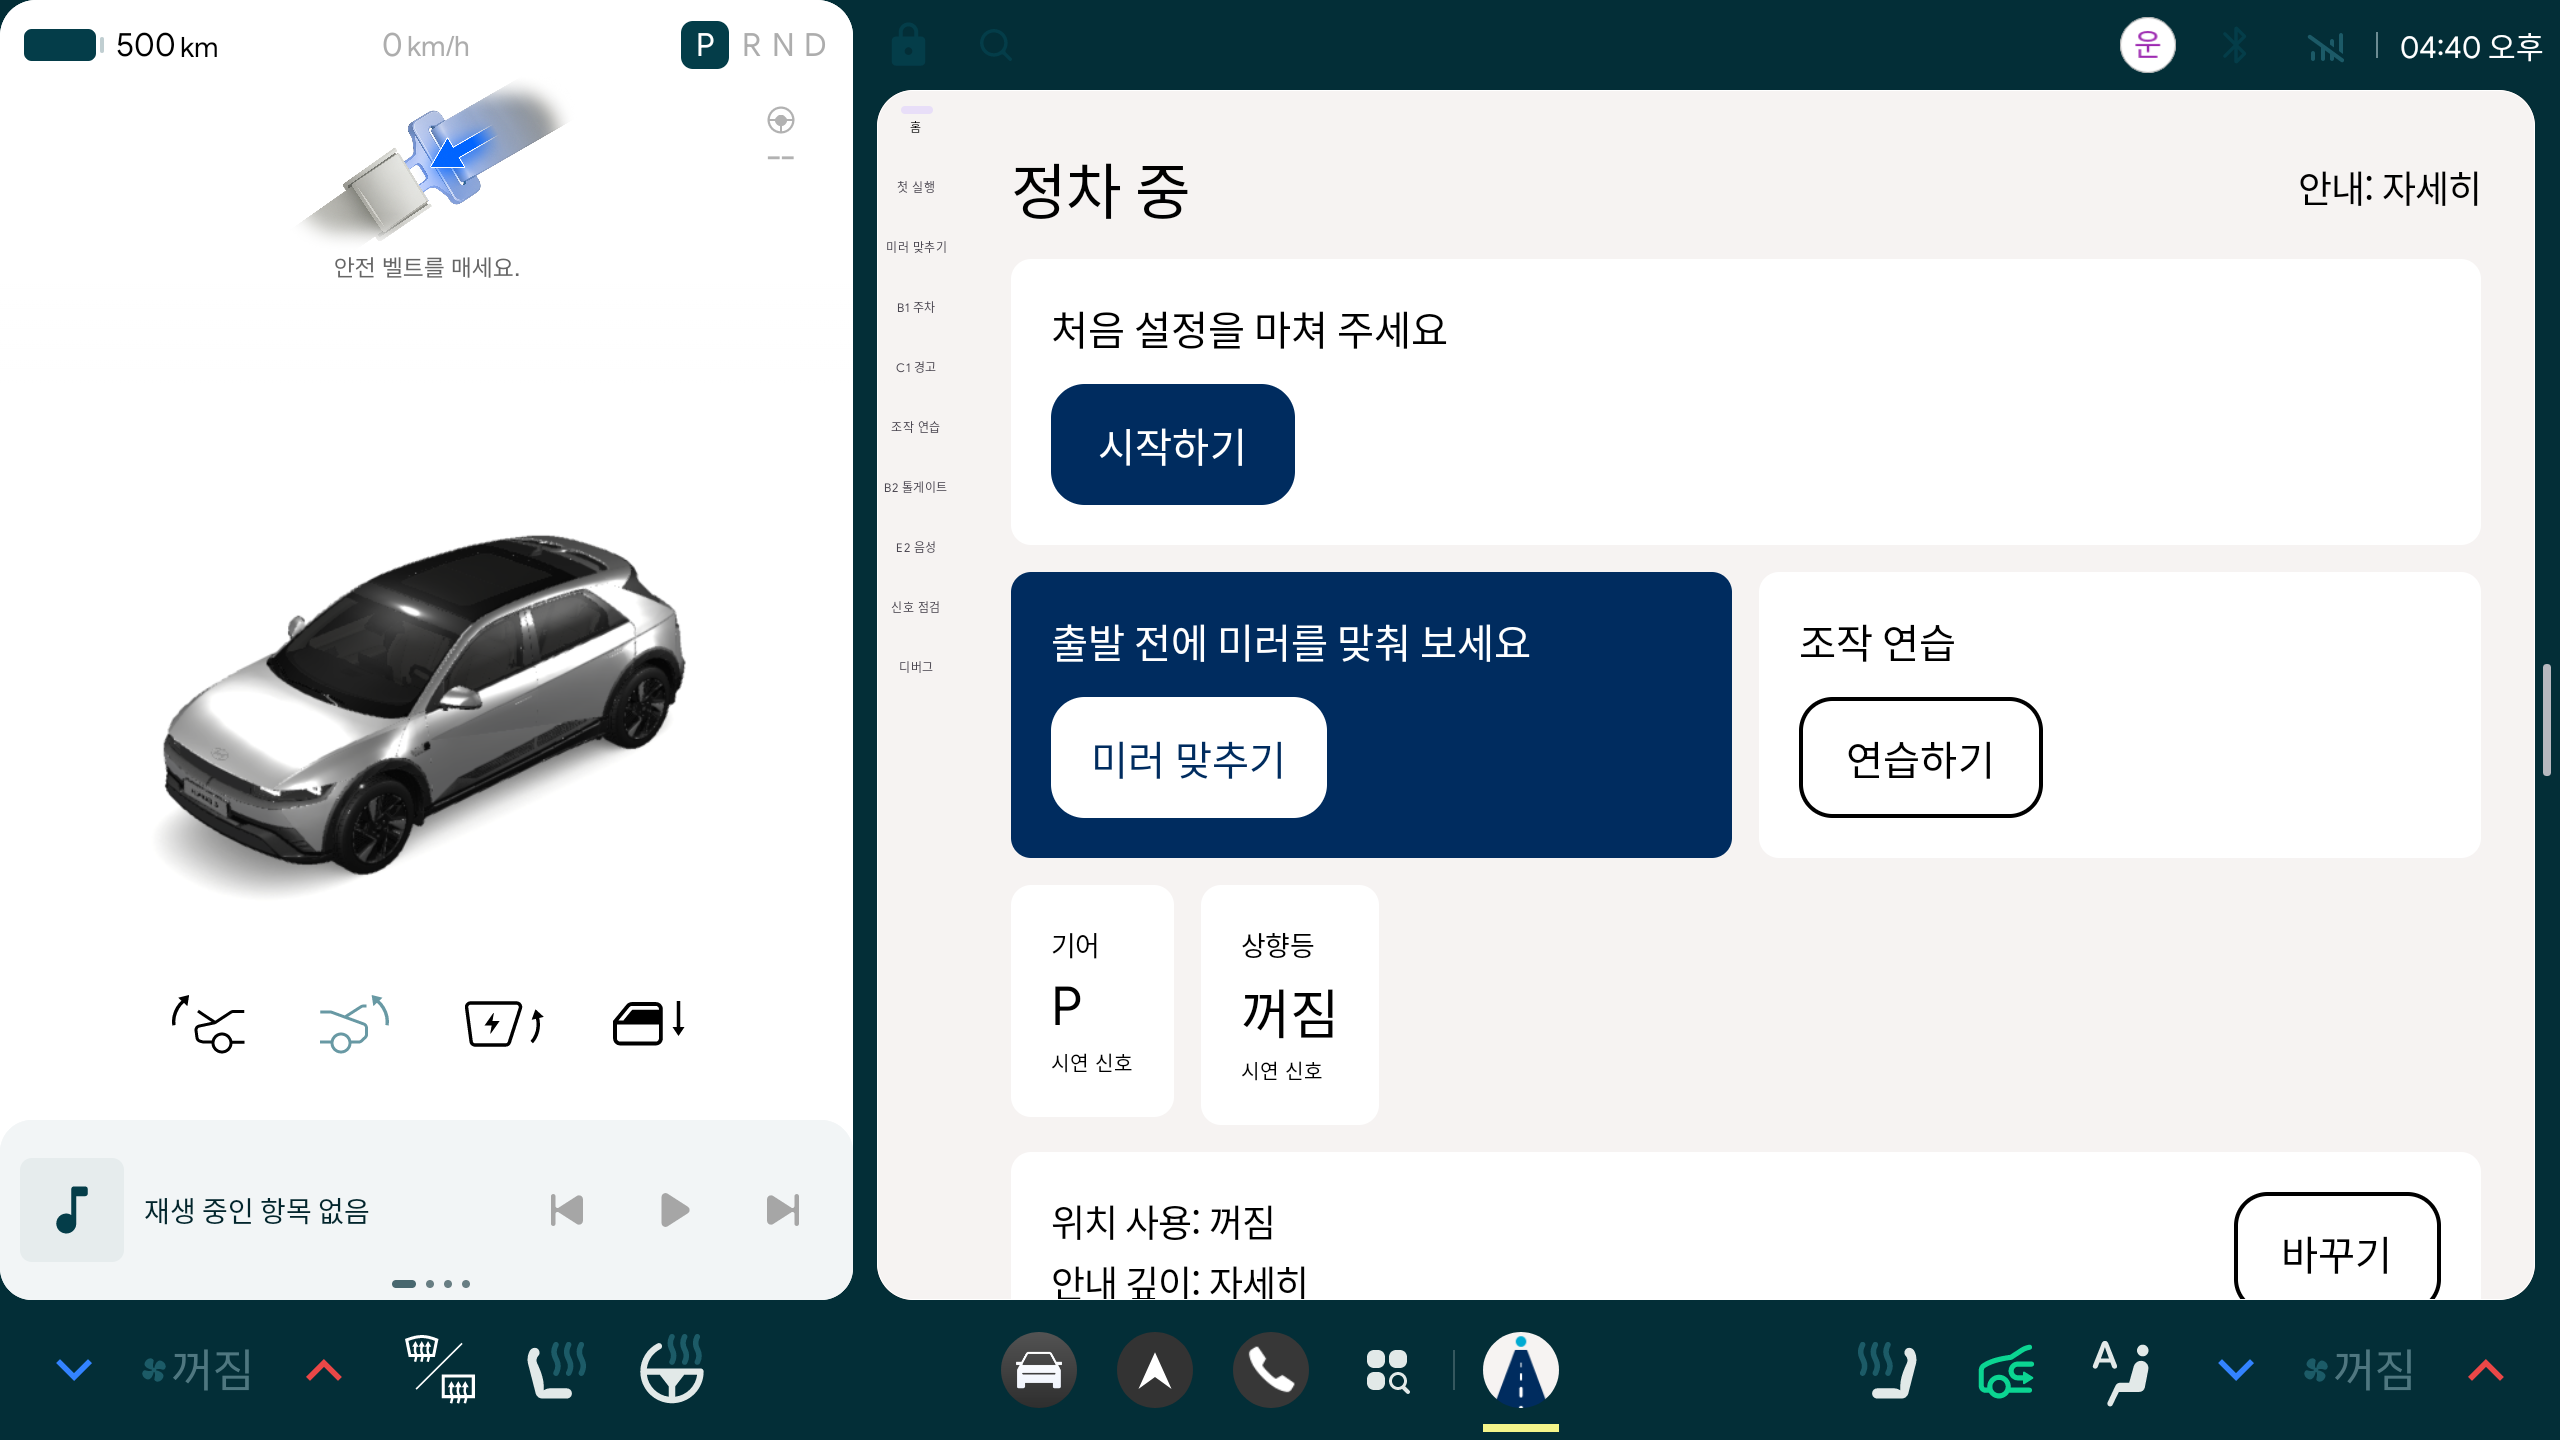 500 km
0 km/h
P R N D
안전 벨트를 매세요.
재생 중인 항목 없음
운
04:40 오후
홈
첫 실행
미러 맞추기
B1 주차
C1 경고
조작 연습
B2 톨게이트
E2 음성
신호 점검
디버그
정차 중
안내: 자세히
처음 설정을 마쳐 주세요
시작하기
출발 전에 미러를 맞춰 보세요
미러 맞추기
조작 연습
연습하기
기어
P
시연 신호
상향등
꺼짐
시연 신호
위치 사용: 꺼짐
안내 깊이: 자세히
바꾸기
꺼짐
A
꺼짐